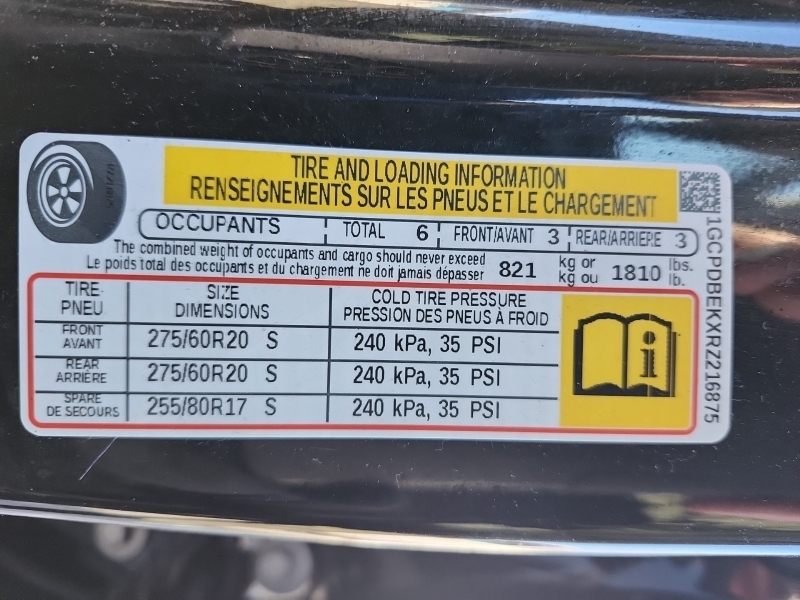 TIRE AND LOADING INFORMATION
RENSEIGNEMENTS SUR LES PNEUS ET LE CHARGEMENT
OCCUPANTS TOTAL 6 FRONT/AVANT 3 REAR/ARRIERE 3
The combined weight of occupants and cargo should never exceed
Le poids total des occupants et du chargement ne doit jamais dépasser
821 kg or kg ou 1810 lbs. lb.
TIRE PNEU
SIZE DIMENSIONS
COLD TIRE PRESSURE
PRESSION DES PNEUS À FROID
FRONT AVANT 275/60R20 S 240 kPa, 35 PSI
REAR ARRIÈRE 275/60R20 S 240 kPa, 35 PSI
SPARE DE SECOURS 255/80R17 S 240 kPa, 35 PSI
i
1GCPDBEKXRZ216875